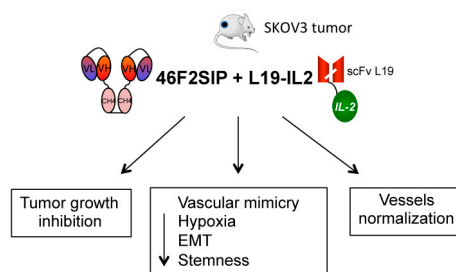 SKOV3 tumor
VL VH VH VL
CH4 CH4
46F2SIP + L19-IL2
scFv L19
IL-2
Tumor growth
inhibition
Vascular mimicry
Hypoxia
EMT
Stemness
Vessels
normalization